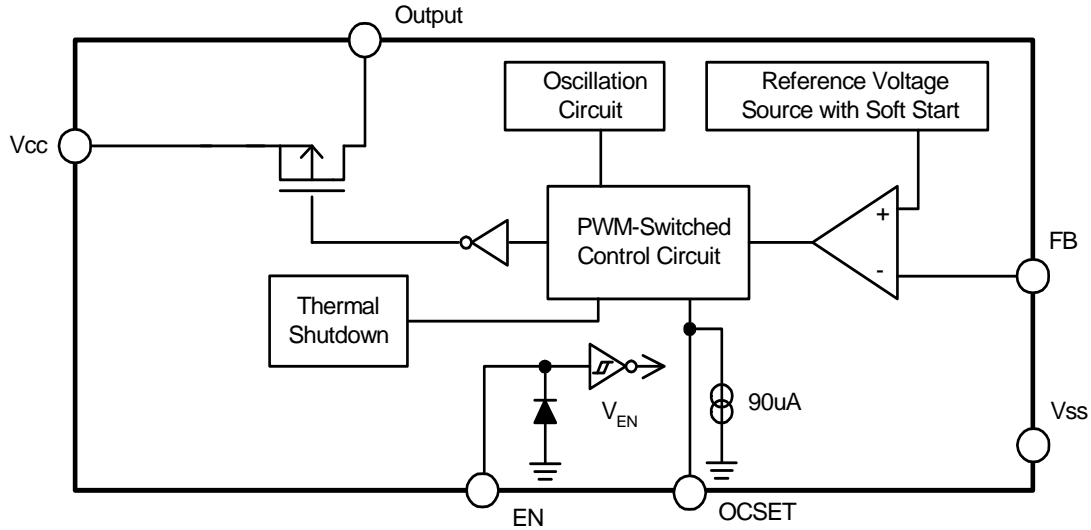 Output
Oscillation
Circuit
Reference Voltage
Source with Soft Start
Vcc
PWM-Switched
Control Circuit
+
-
FB
Thermal
Shutdown
VEN
90uA
Vss
EN
OCSET